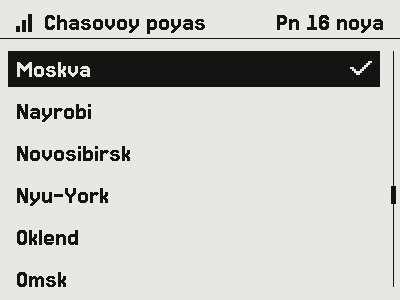 Chasovoy poyas Pn 16 noya
Moskva
Nayrobi
Novosibirsk
Nyu-York
Oklend
Omsk